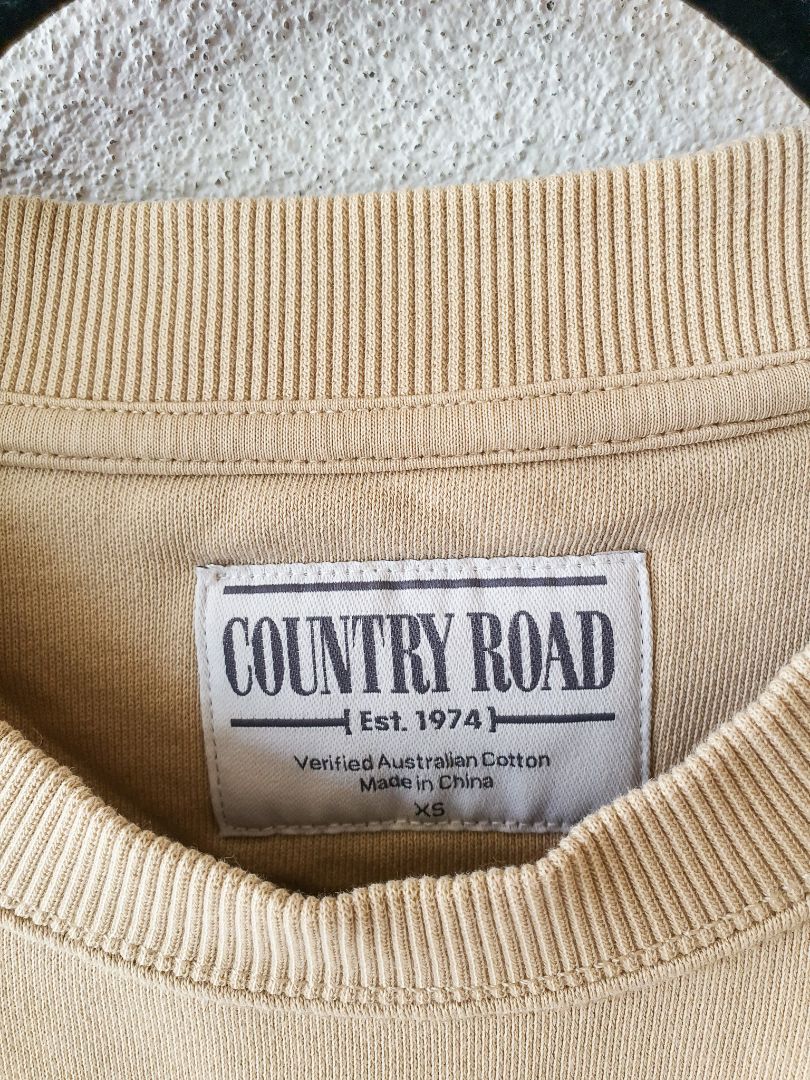 COUNTRY ROAD
[Est. 1974]
Verified Australian Cotton
Made in China
XS